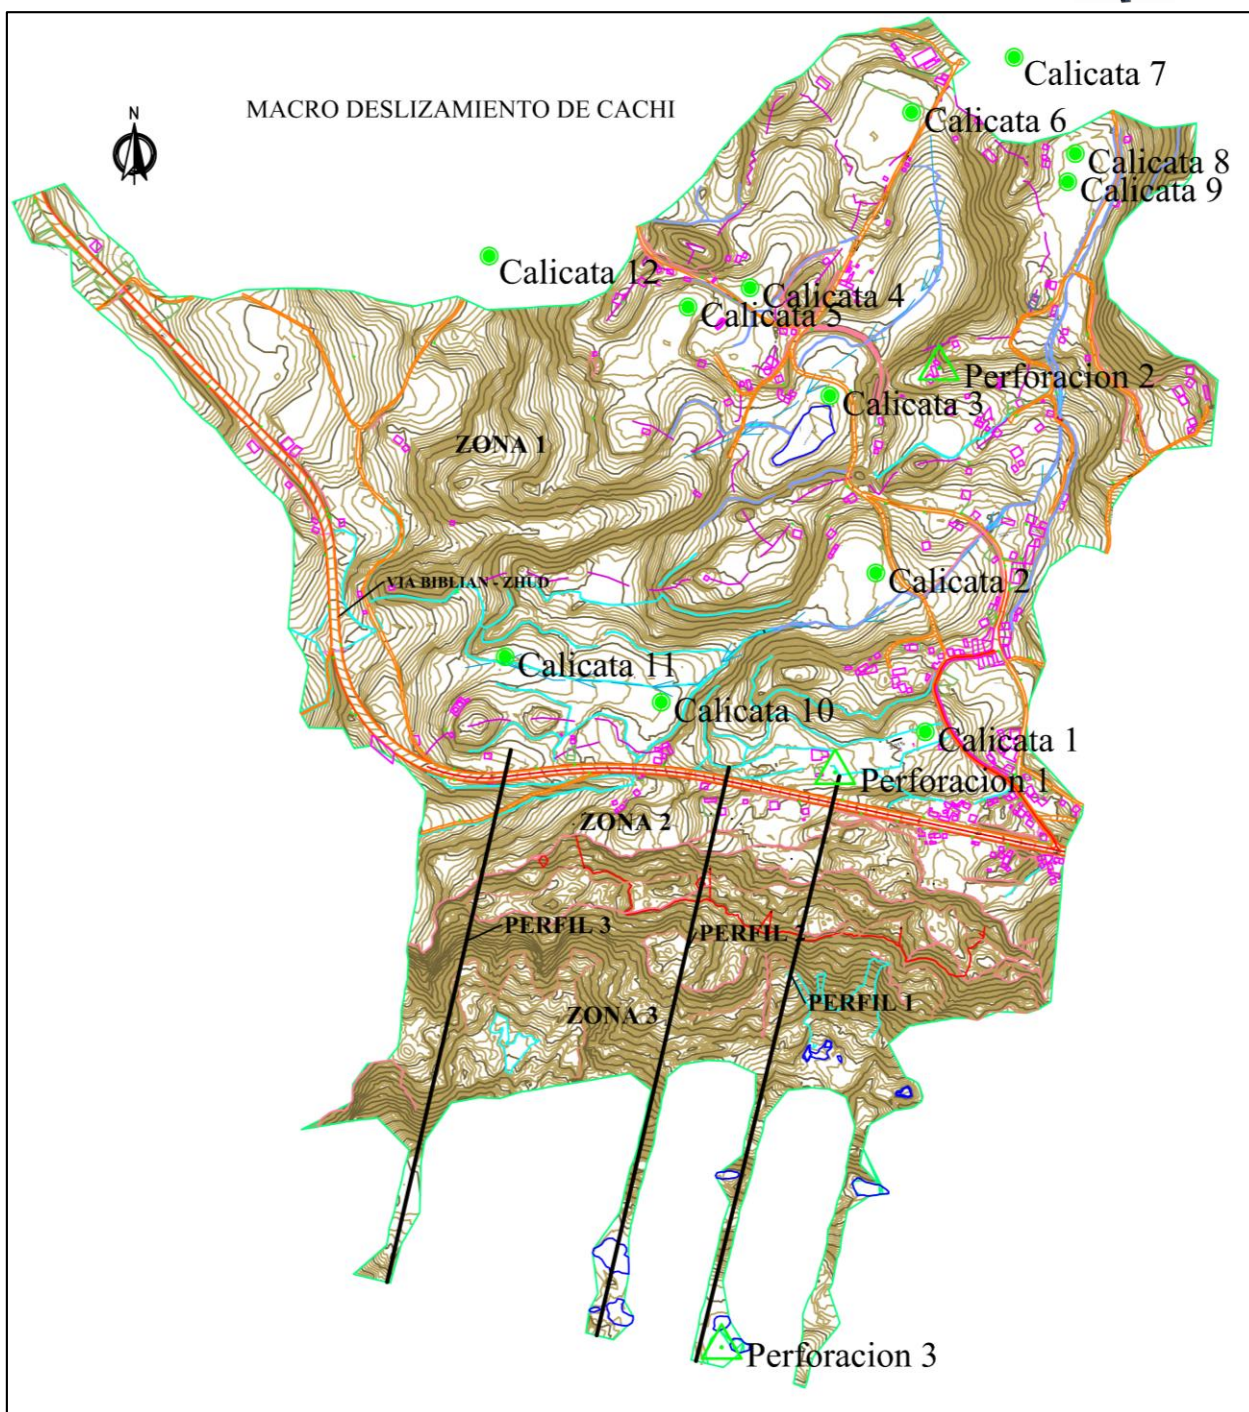 Calicata 7
MACRO DESLIZAMIENTO DE CACHI
N
Calicata 6
Calicata 8
Calicata 9
Calicata 12
Calicata 4
Calicata 5
Perforacion 2
Calicata 3
ZONA 1
VIA BIBLIAN - ZHUD
Calicata 2
Calicata 11
Calicata 10
Calicata 1
Perforacion 1
ZONA 2
PERFIL 3
PERFIL 2
PERFIL 1
ZONA 3
Perforacion 3